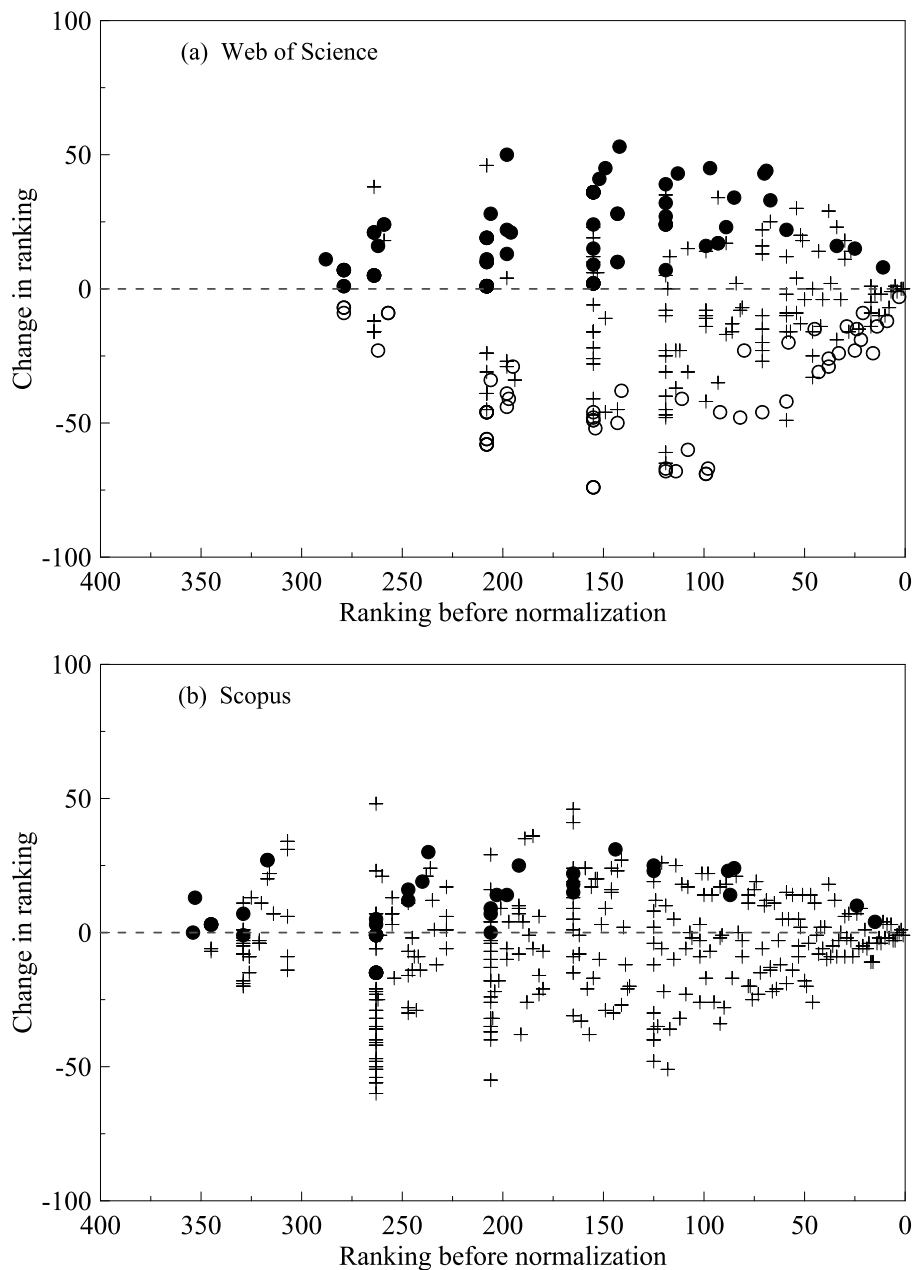 100
(a) Web of Science
50
Change in ranking
0
-50
-100
400 350 300 250 200 150 100 50 0
Ranking before normalization
100
(b) Scopus
50
Change in ranking
0
-50
-100
400 350 300 250 200 150 100 50 0
Ranking before normalization